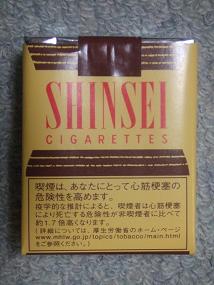 SHINSEI
CIGARETTES
喫煙は、あなたにとって心筋梗塞の
危険性を高めます。
疫学的な推計によると、喫煙者は心筋梗塞
により死亡する危険性が非喫煙者に比べて
約1.7倍高くなります。
(詳細については、厚生労働省のホーム・ページ
www.mhlw.go.jp/topics/tobacco/main.html
をご参照ください。)